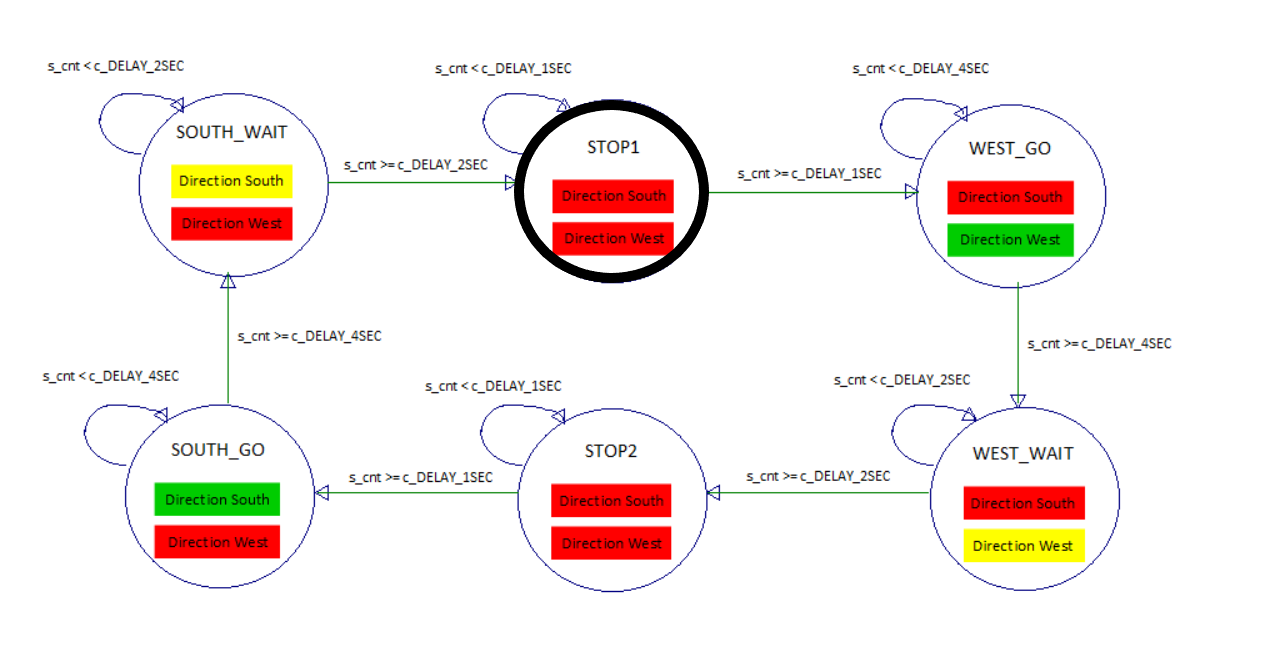 s_cnt < c_DELAY_2SEC
s_cnt < c_DELAY_1SEC
s_cnt < c_DELAY_4SEC
SOUTH_WAIT
Direction South
Direction West
s_cnt >= c_DELAY_2SEC
STOP1
Direction South
Direction West
s_cnt >= c_DELAY_1SEC
WEST_GO
Direction South
Direction West
s_cnt >= c_DELAY_4SEC
s_cnt >= c_DELAY_4SEC
s_cnt < c_DELAY_4SEC
s_cnt < c_DELAY_1SEC
s_cnt < c_DELAY_2SEC
SOUTH_GO
Direction South
Direction West
s_cnt >= c_DELAY_1SEC
STOP2
Direction South
Direction West
s_cnt >= c_DELAY_2SEC
WEST_WAIT
Direction South
Direction West